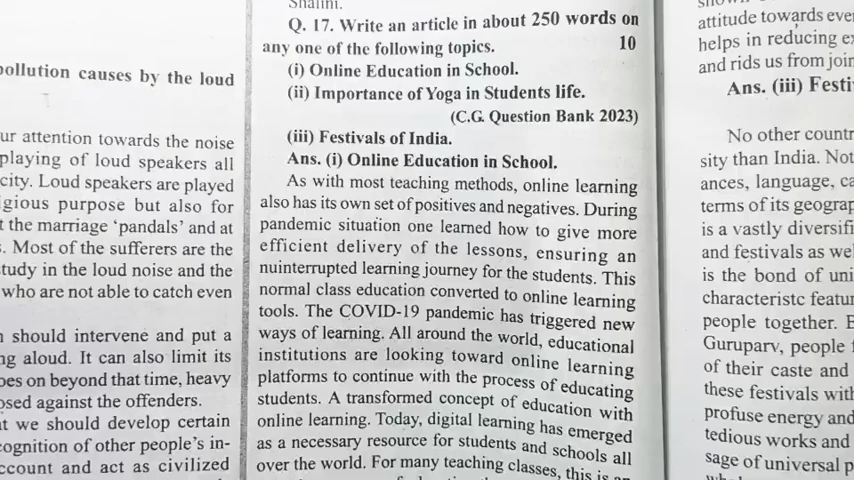 pollution causes by the loud
ur attention towards the noise
playing of loud speakers all
city. Loud speakers are played
igious purpose but also for
t the marriage 'pandals' and at
s. Most of the sufferers are the
tudy in the loud noise and the
who are not able to catch even
n should intervene and put a
ng aloud. It can also limit its
oes on beyond that time, heavy
osed against the offenders.
at we should develop certain
cognition of other people's in-
ccount and act as civilized
Shalini.
Q. 17. Write an article in about 250 words on
any one of the following topics. 10
(i) Online Education in School.
(ii) Importance of Yoga in Students life.
(C.G. Question Bank 2023)
(iii) Festivals of India.
Ans. (i) Online Education in School.
As with most teaching methods, online learning
also has its own set of positives and negatives. During
pandemic situation one learned how to give more
efficient delivery of the lessons, ensuring an
nuinterrupted learning journey for the students. This
normal class education converted to online learning
tools. The COVID-19 pandemic has triggered new
ways of learning. All around the world, educational
institutions are looking toward online learning
platforms to continue with the process of educating
students. A transformed concept of education with
online learning. Today, digital learning has emerged
as a necessary resource for students and schools all
over the world. For many teaching classes, this is an
attitude towards eve
helps in reducing e
and rids us from join
Ans. (iii) Festi
No other countr
sity than India. Not
ances, language, ca
terms of its geograp
is a vastly diversifi
and festivals as wel
is the bond of uni
characteristc featur
people together. E
Guruparv, people f
of their caste and
these festivals with
profuse energy and
tedious works and
sage of universal p